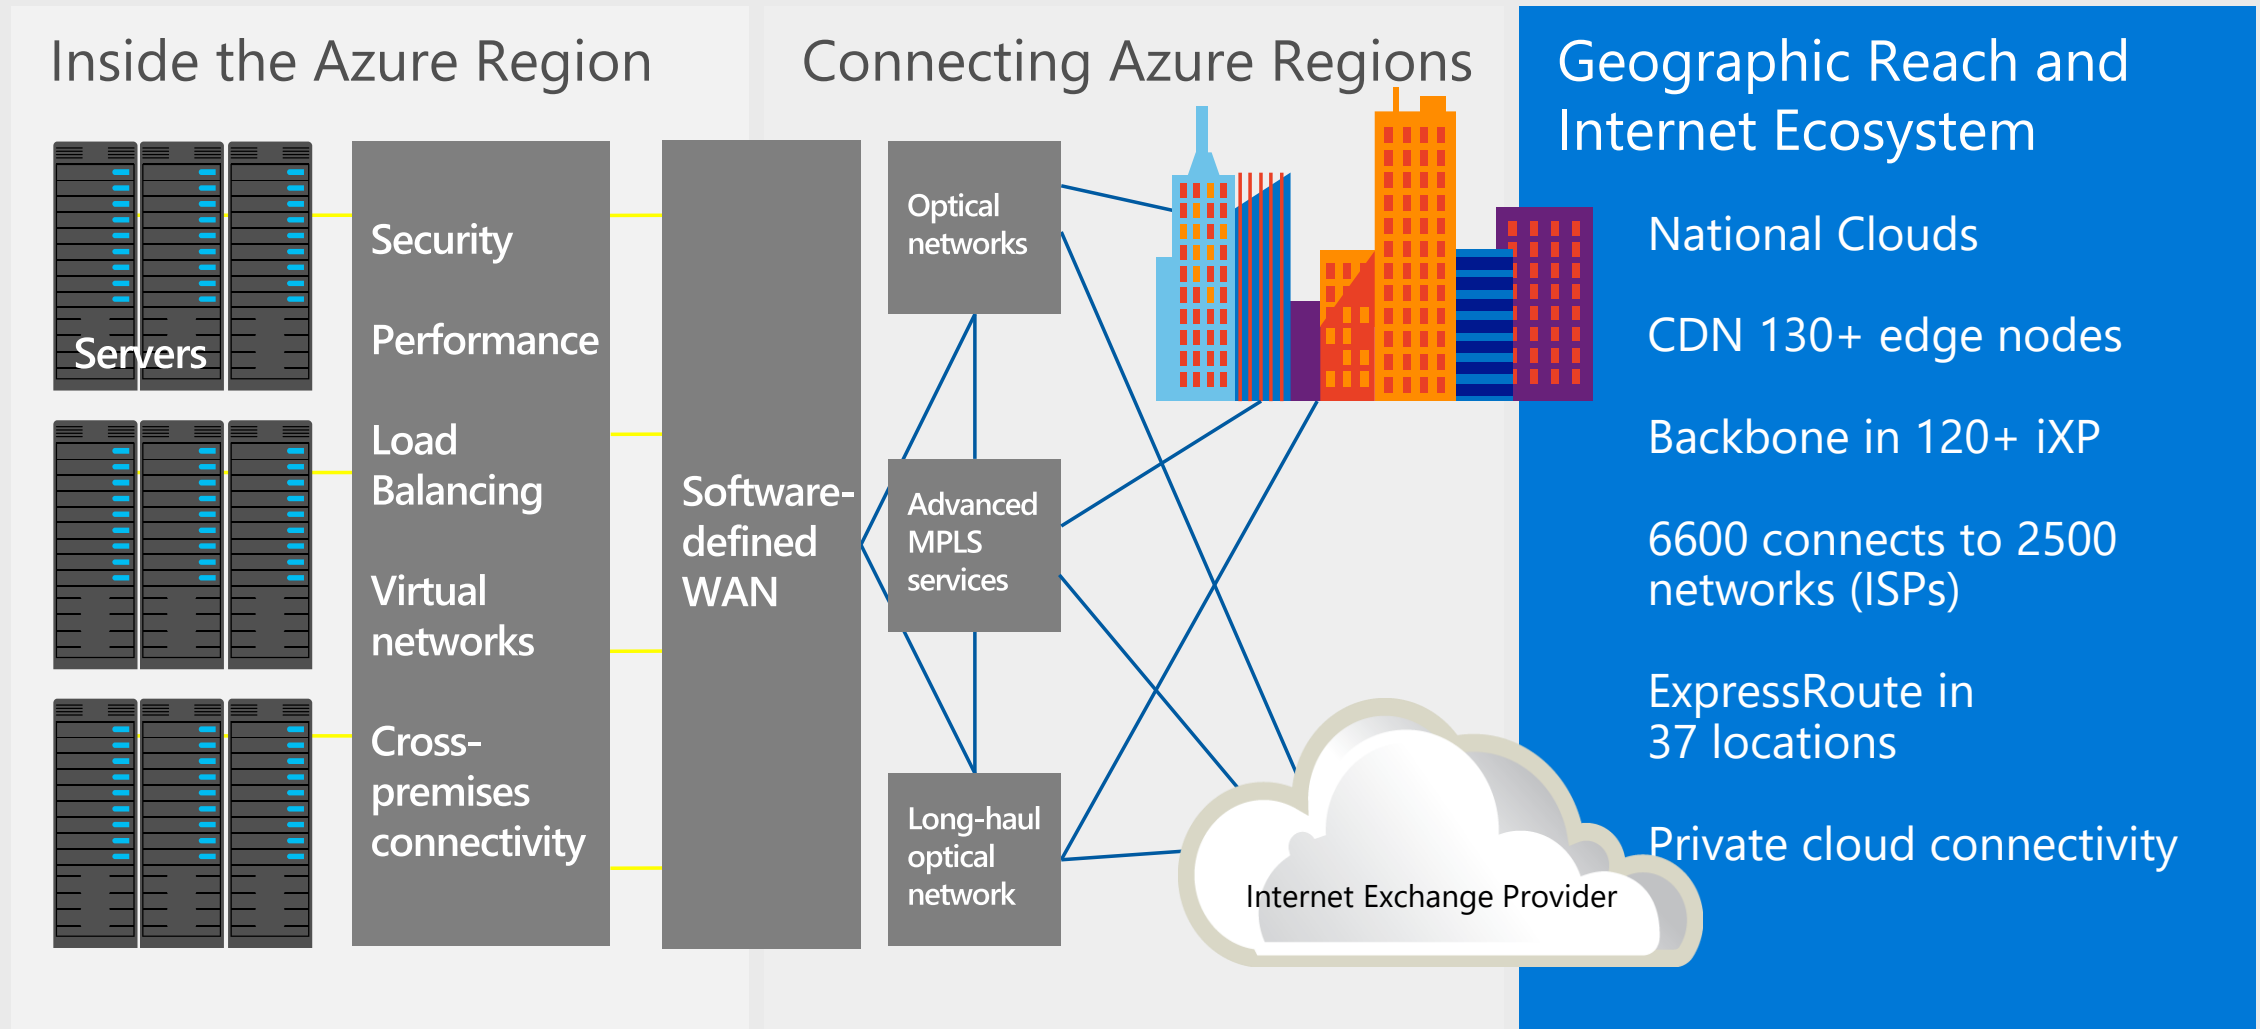 Inside the Azure Region
Servers
Security
Performance
Load
Balancing
Virtual
networks
Cross-
premises
connectivity
Software-
defined
WAN
Connecting Azure Regions
Optical
networks
Advanced
MPLS
services
Long-haul
optical
network
Internet Exchange Provider
Geographic Reach and
Internet Ecosystem
National Clouds
CDN 130+ edge nodes
Backbone in 120+ iXP
6600 connects to 2500
networks (ISPs)
ExpressRoute in
37 locations
Private cloud connectivity